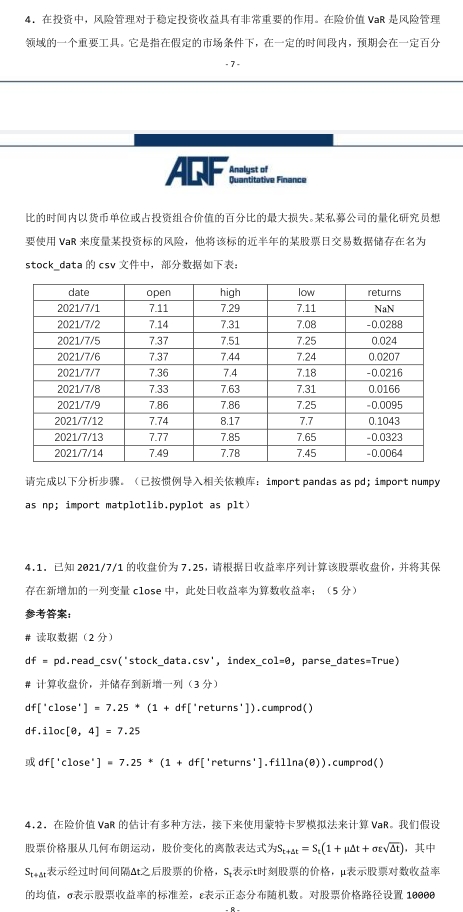 4. 在投资中，风险管理对于稳定投资收益具有非常重要的作用。在险价值 VaR 是风险管理
领域的一个重要工具。它是指在假定的市场条件下，在一定的时间段内，预期会在一定百分
- 7 -
AQF Analyst of
Quantitative Finance
比的时间内以货币单位或占投资组合价值的百分比的最大损失。某私募公司的量化研究员想
要使用 VaR 来度量某投资标的风险，他将该标的近半年的某股票日交易数据储存在名为
stock_data 的 csv 文件中，部分数据如下表：
date open high low returns
2021/7/1 7.11 7.29 7.11 NaN
2021/7/2 7.14 7.31 7.08 -0.0288
2021/7/5 7.37 7.51 7.25 0.024
2021/7/6 7.37 7.44 7.24 0.0207
2021/7/7 7.36 7.4 7.18 -0.0216
2021/7/8 7.33 7.63 7.31 0.0166
2021/7/9 7.86 7.86 7.25 -0.0095
2021/7/12 7.74 8.17 7.7 0.1043
2021/7/13 7.77 7.85 7.65 -0.0323
2021/7/14 7.49 7.78 7.45 -0.0064
请完成以下分析步骤。（已按惯例导入相关依赖库：import pandas as pd; import numpy
as np; import matplotlib.pyplot as plt）
4.1. 已知 2021/7/1 的收盘价为 7.25，请根据日收益率序列计算该股票收盘价，并将其保
存在新增加的一列变量 close 中，此处日收益率为算数收益率；（5 分）
参考答案：
# 读取数据（2 分）
df = pd.read_csv('stock_data.csv', index_col=0, parse_dates=True)
# 计算收盘价，并储存到新增一列（3 分）
df['close'] = 7.25 * (1 + df['returns']).cumprod()
df.iloc[0, 4] = 7.25
或 df['close'] = 7.25 * (1 + df['returns'].fillna(0)).cumprod()
4.2. 在险价值 VaR 的估计有多种方法，接下来使用蒙特卡罗模拟法来计算 VaR。我们假设
股票价格服从几何布朗运动，股价变化的离散表达式为S_{t+Δt} = S_t(1 + μΔt + σε√Δt)，其中
S_{t+Δt}表示经过时间间隔Δt之后股票的价格，S_t表示t时刻股票的价格，μ表示股票对数收益率
的均值，σ表示股票收益率的标准差，ε表示正态分布随机数。对股票价格路径设置 10000
- 8 -